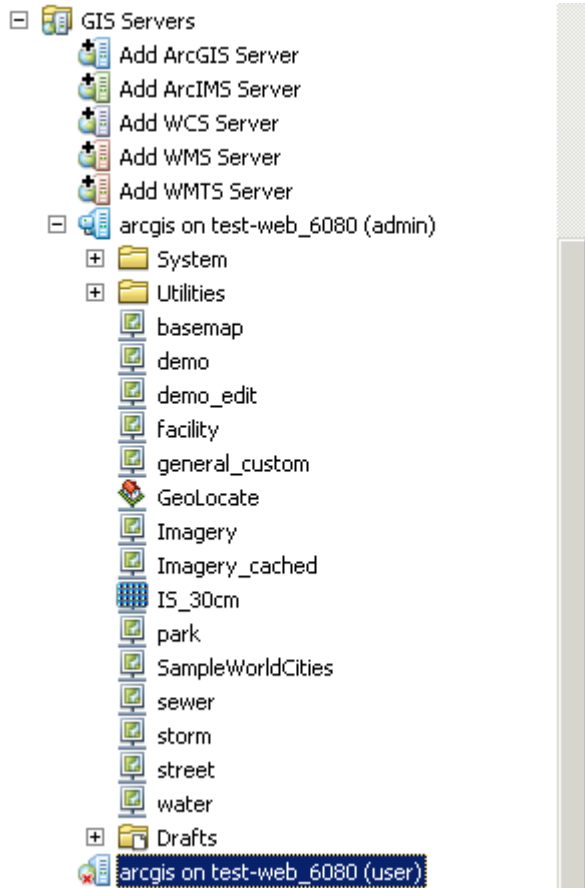 GIS Servers
Add ArcGIS Server
Add ArcIMS Server
Add WCS Server
Add WMS Server
Add WMTS Server
arcgis on test-web_6080 (admin)
System
Utilities
basemap
demo
demo_edit
facility
general_custom
GeoLocate
Imagery
Imagery_cached
IS_30cm
park
SampleWorldCities
sewer
storm
street
water
Drafts
arcgis on test-web_6080 (user)